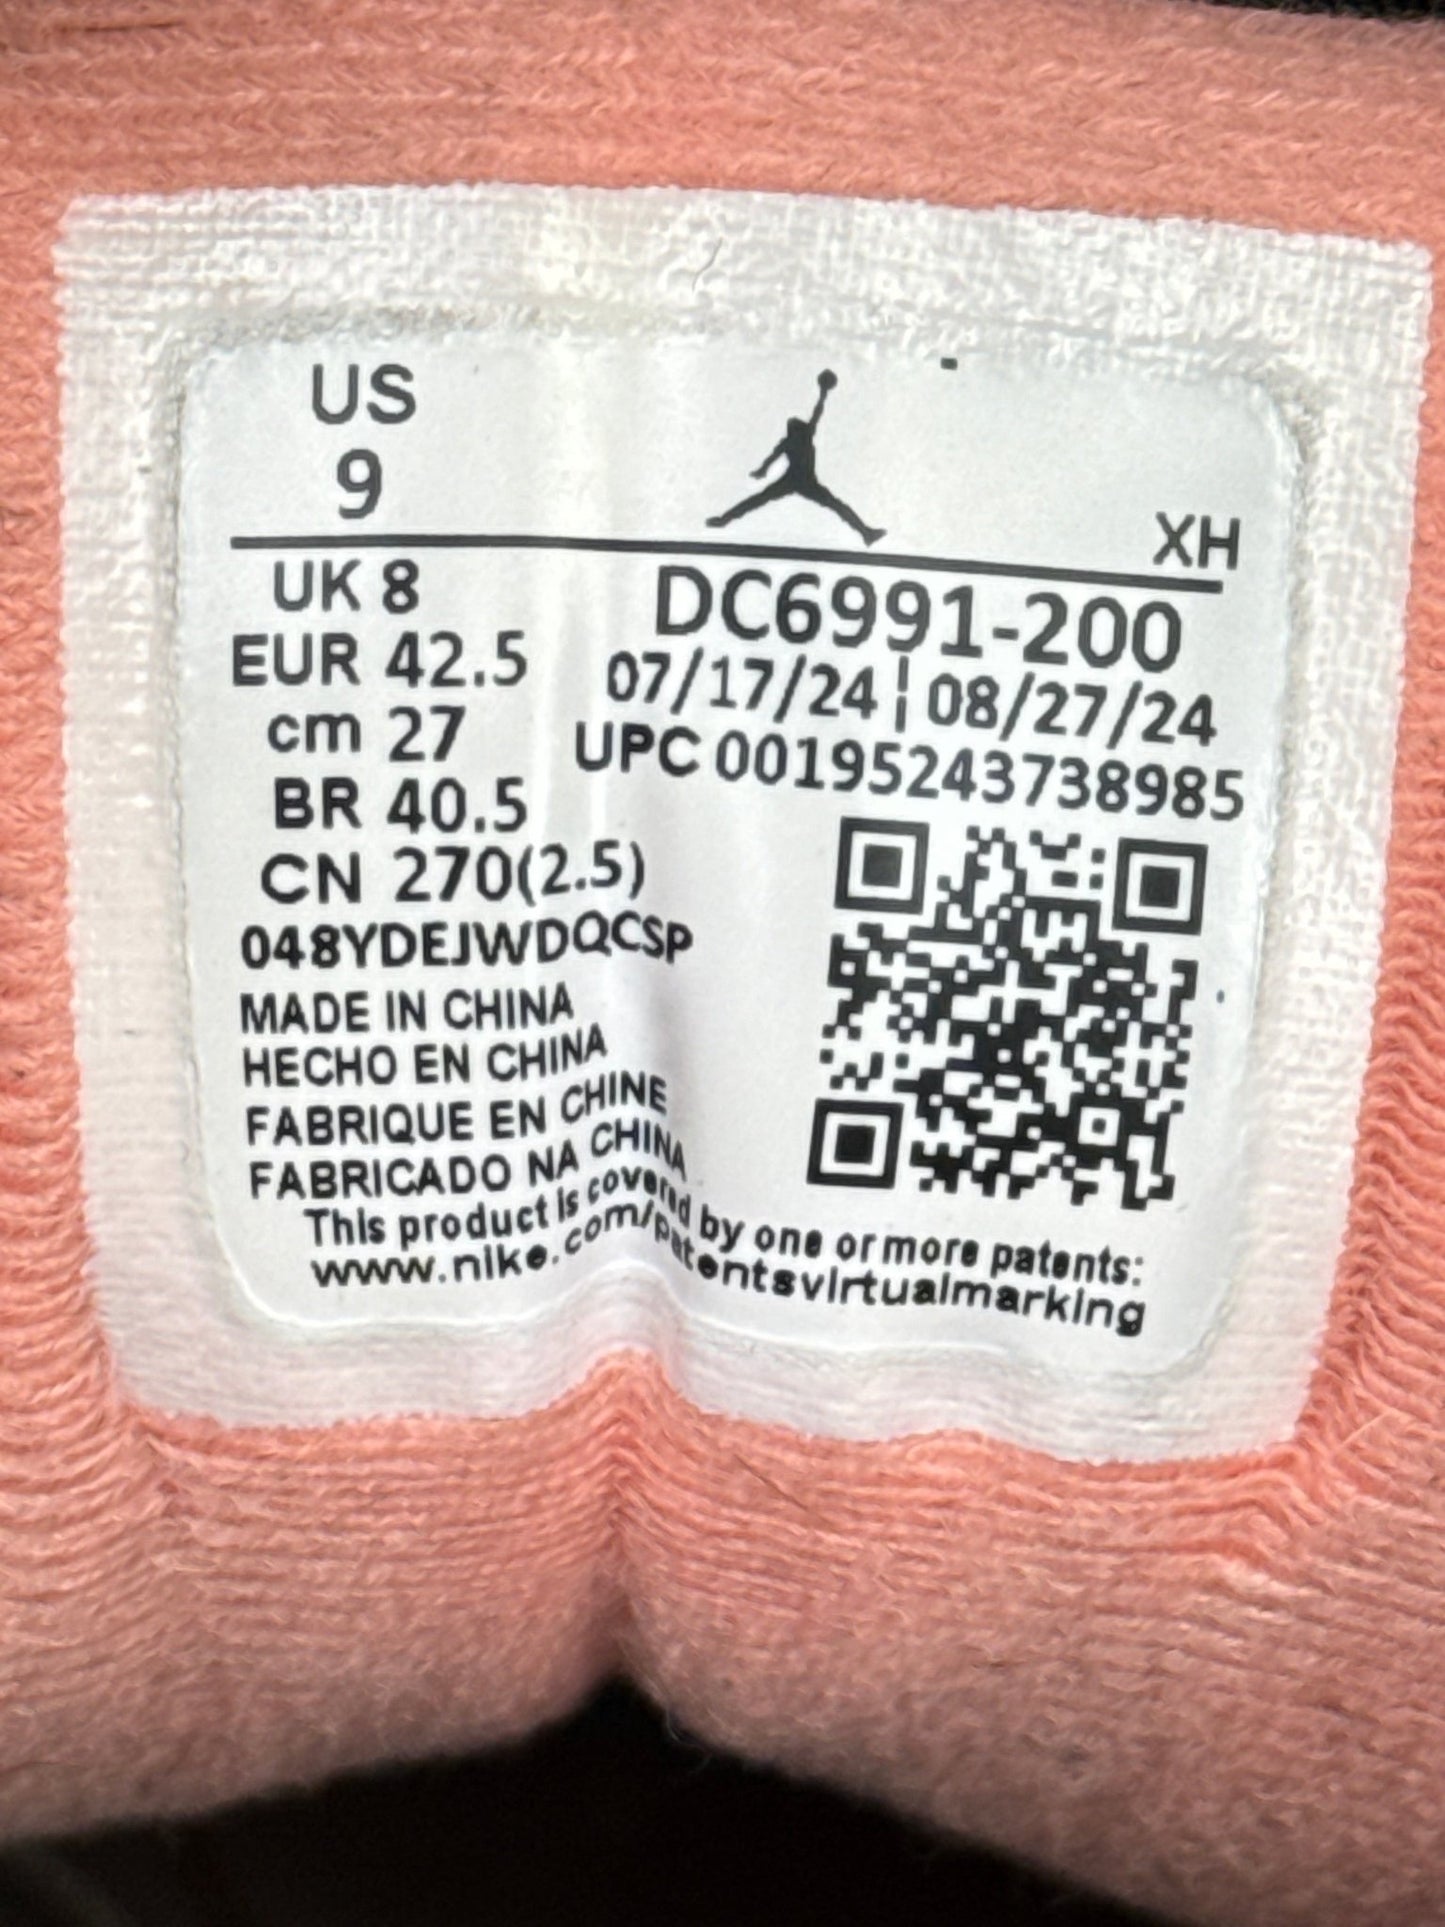 US
9
XH
UK 8
EUR 42.5
cm 27
BR 40.5
CN 270(2.5)
DC6991-200
07/17/24 ¦ 08/27/24
UPC 00195243738985
048YDEJWDQCSP
MADE IN CHINA
HECHO EN CHINA
FABRIQUE EN CHINE
FABRICADO NA CHINA
This product is covered by one or more patents:
www.nike.com/patentsvirtualmarking